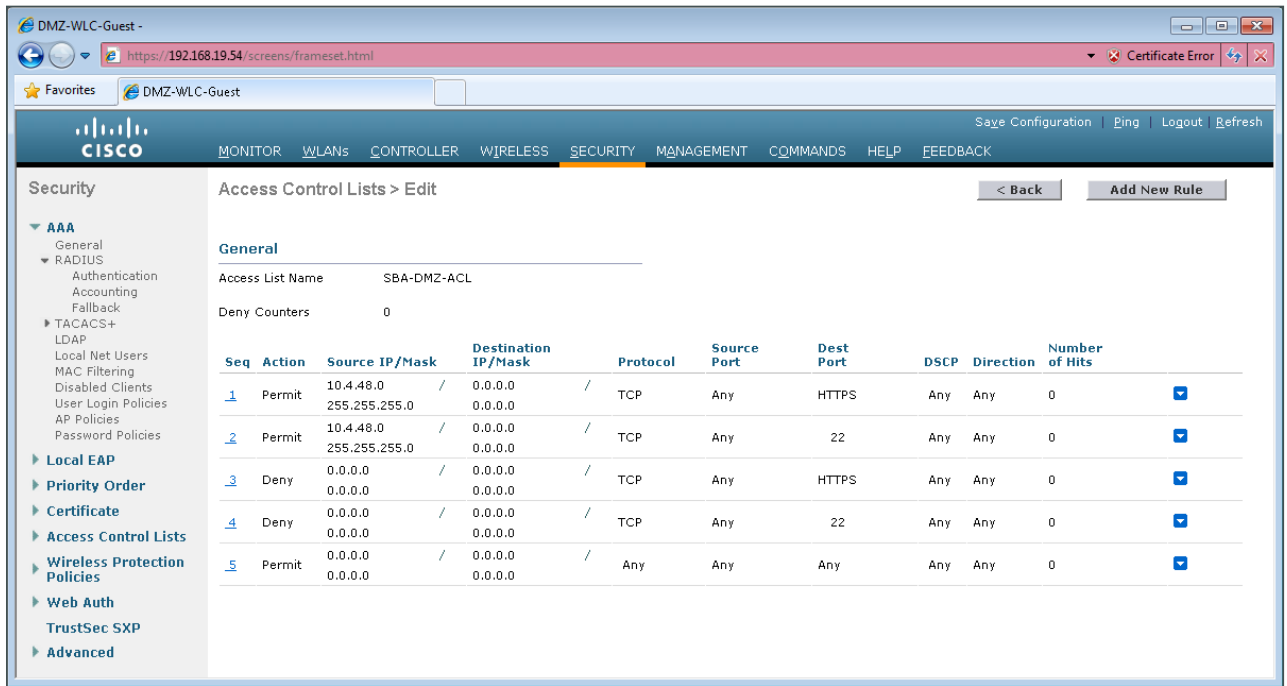 DMZ-WLC-Guest -
https://192.168.19.54/screens/frameset.html
Certificate Error
Favorites
DMZ-WLC-Guest
Save Configuration | Ping | Logout | Refresh
CISCO
MONITOR WLANs CONTROLLER WIRELESS SECURITY MANAGEMENT COMMANDS HELP FEEDBACK
Security
AAA
General
RADIUS
Authentication
Accounting
Fallback
TACACS+
LDAP
Local Net Users
MAC Filtering
Disabled Clients
User Login Policies
AP Policies
Password Policies
Local EAP
Priority Order
Certificate
Access Control Lists
Wireless Protection
Policies
Web Auth
TrustSec SXP
Advanced
Access Control Lists > Edit
< Back
Add New Rule
General
Access List Name SBA-DMZ-ACL
Deny Counters 0
Seq Action Source IP/Mask Destination IP/Mask Protocol Source Port Dest Port DSCP Direction Number of Hits
1 Permit 10.4.48.0 / 0.0.0.0 / TCP Any HTTPS Any Any 0
255.255.255.0 0.0.0.0
2 Permit 10.4.48.0 / 0.0.0.0 / TCP Any 22 Any Any 0
255.255.255.0 0.0.0.0
3 Deny 0.0.0.0 / 0.0.0.0 / TCP Any HTTPS Any Any 0
0.0.0.0 0.0.0.0
4 Deny 0.0.0.0 / 0.0.0.0 / TCP Any 22 Any Any 0
0.0.0.0 0.0.0.0
5 Permit 0.0.0.0 / 0.0.0.0 / Any Any Any Any Any 0
0.0.0.0 0.0.0.0